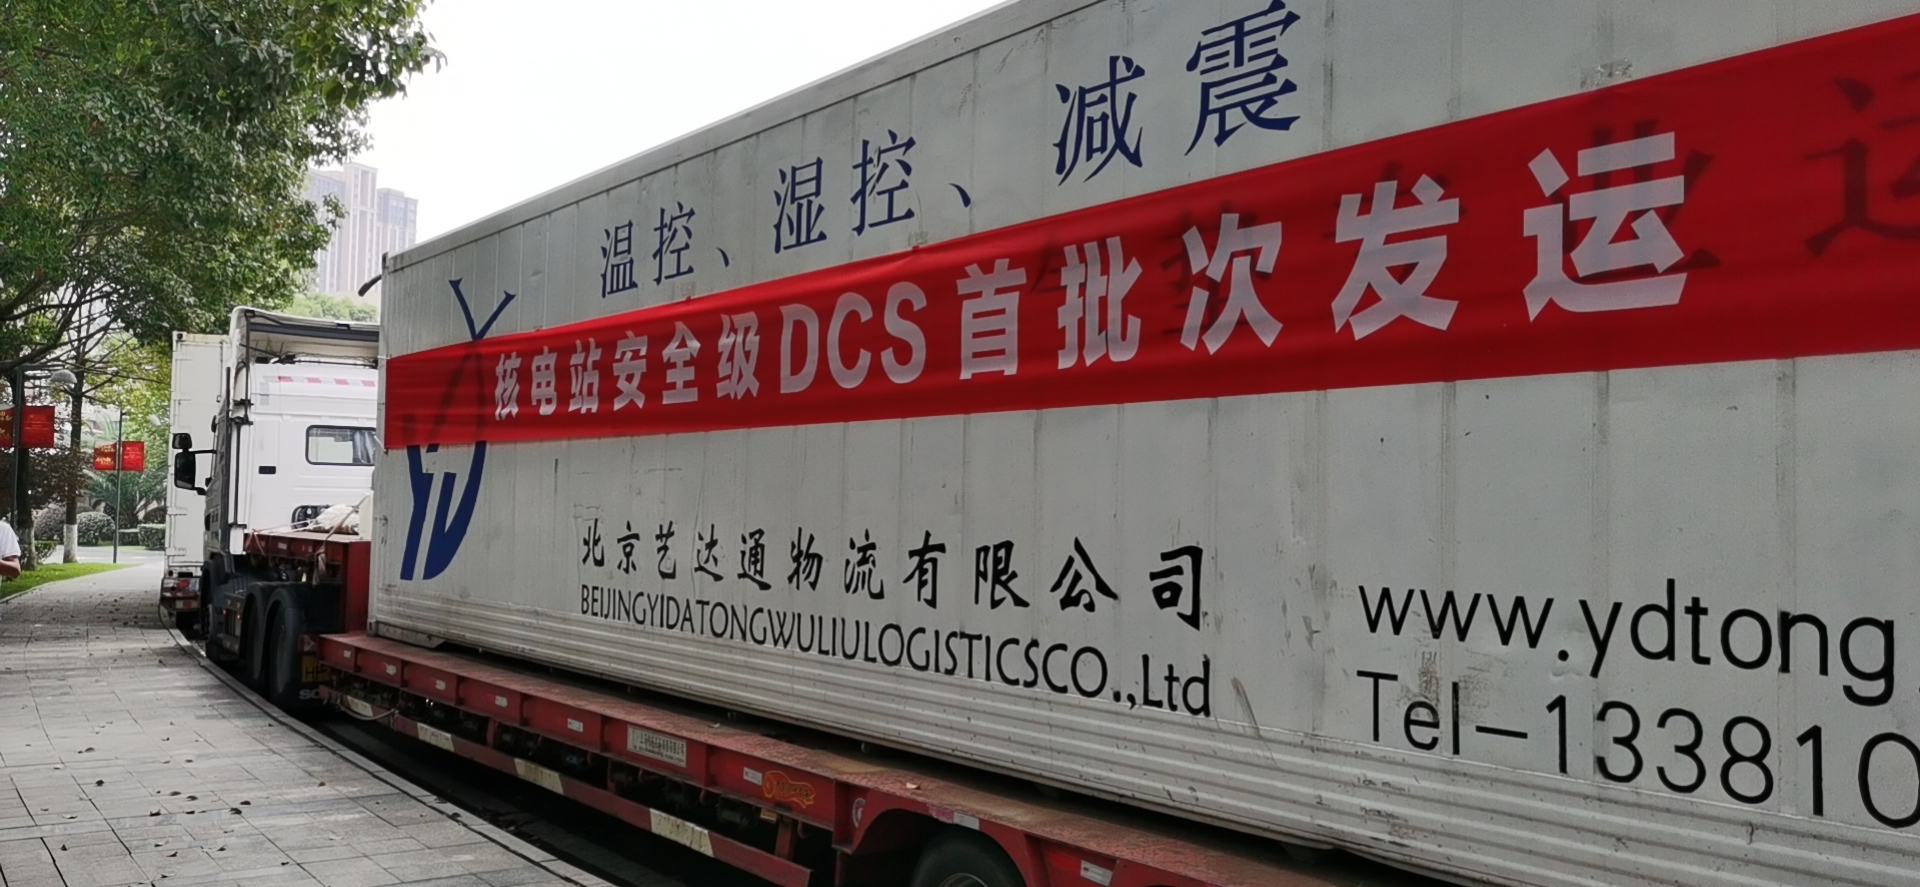 温控、湿控、减震
核电站安全级DCS首批次发运
北京艺达通物流有限公司
BEIJINGYIDATONGWULIULOGISTICSCO.,Ltd
www.ydtong.
Tel-133810